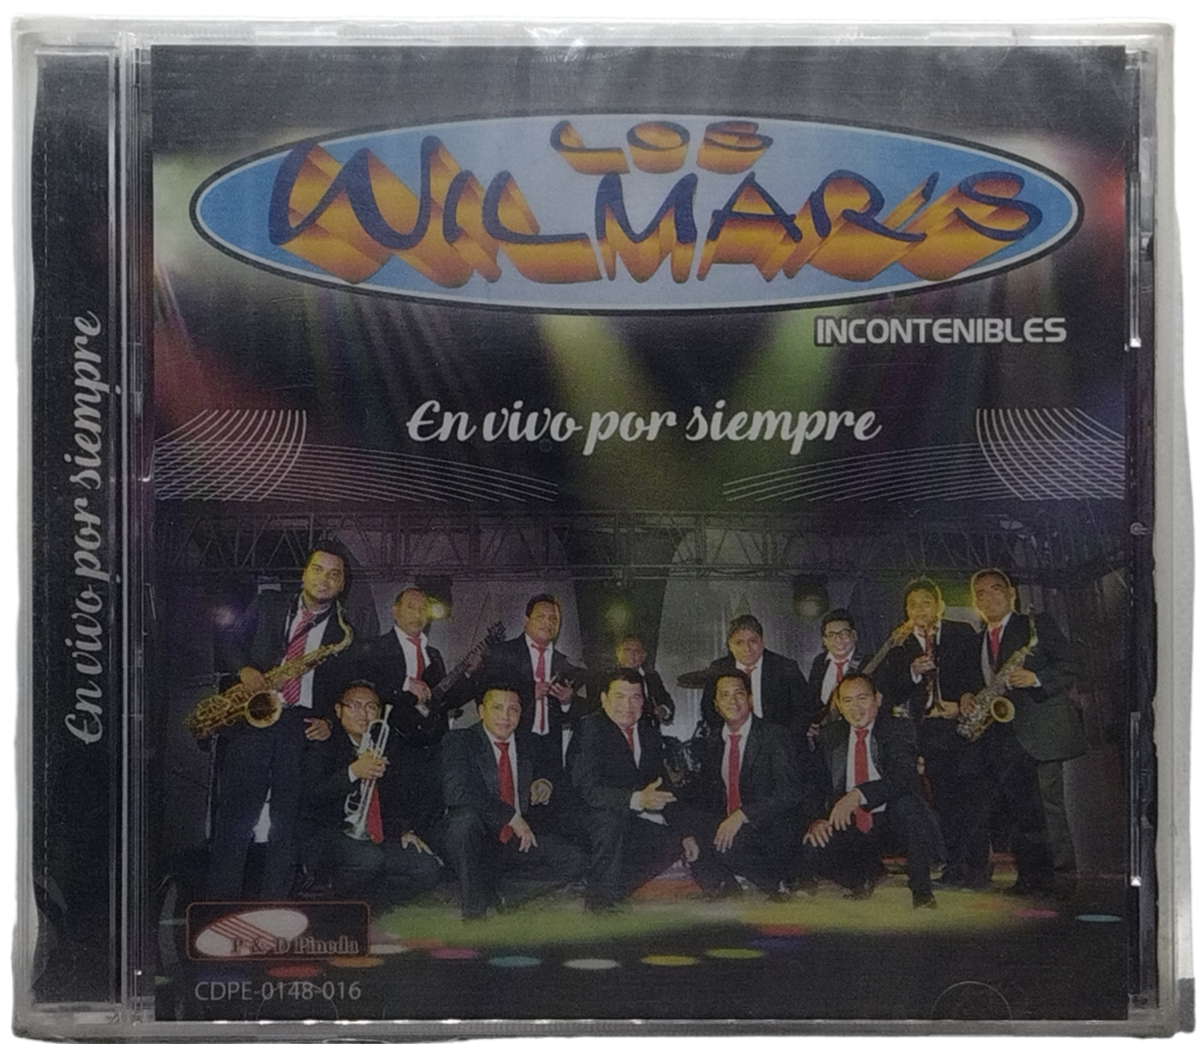 LOS
WILMAR'S
INCONTENIBLES
En vivo por siempre
En vivo por siempre
P & D Pineda
CDPE-0148-016